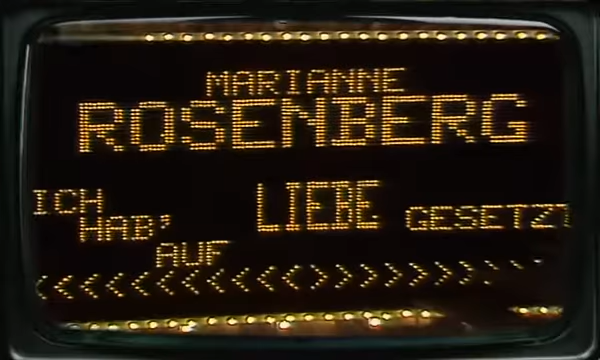 MARIANNE
ROSENBERG
ICH
HAB'
AUF
LIEBE
GESETZT